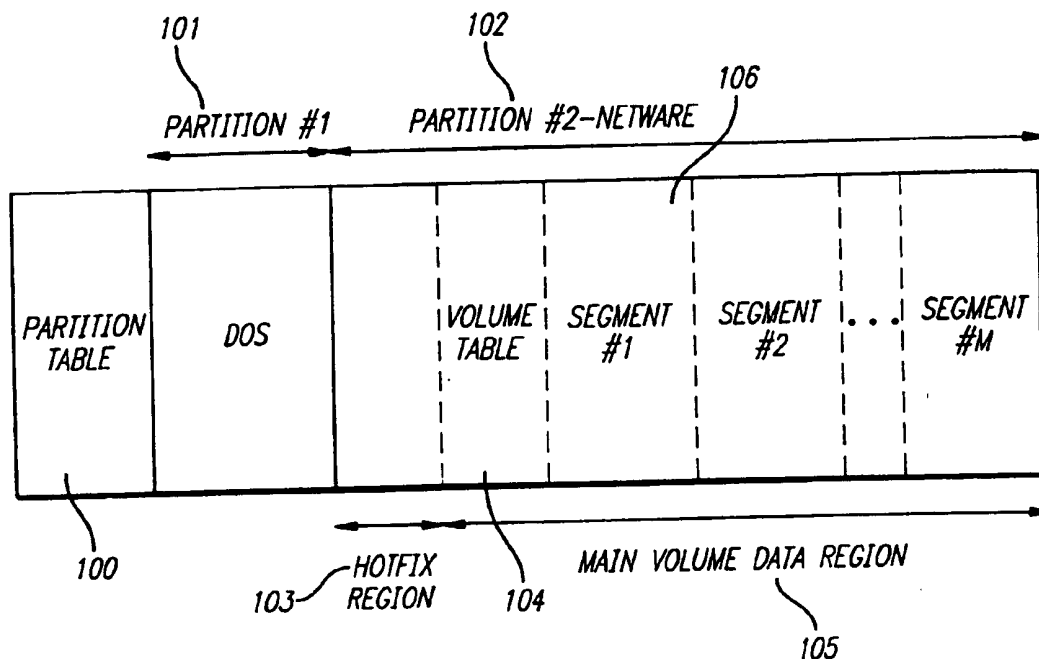 101
102
106
PARTITION #1
PARTITION #2-NETWARE
PARTITION
TABLE
DOS
VOLUME
TABLE
SEGMENT
#1
SEGMENT
#2
...
SEGMENT
#M
100
103
HOTFIX
REGION
104
MAIN VOLUME DATA REGION
105